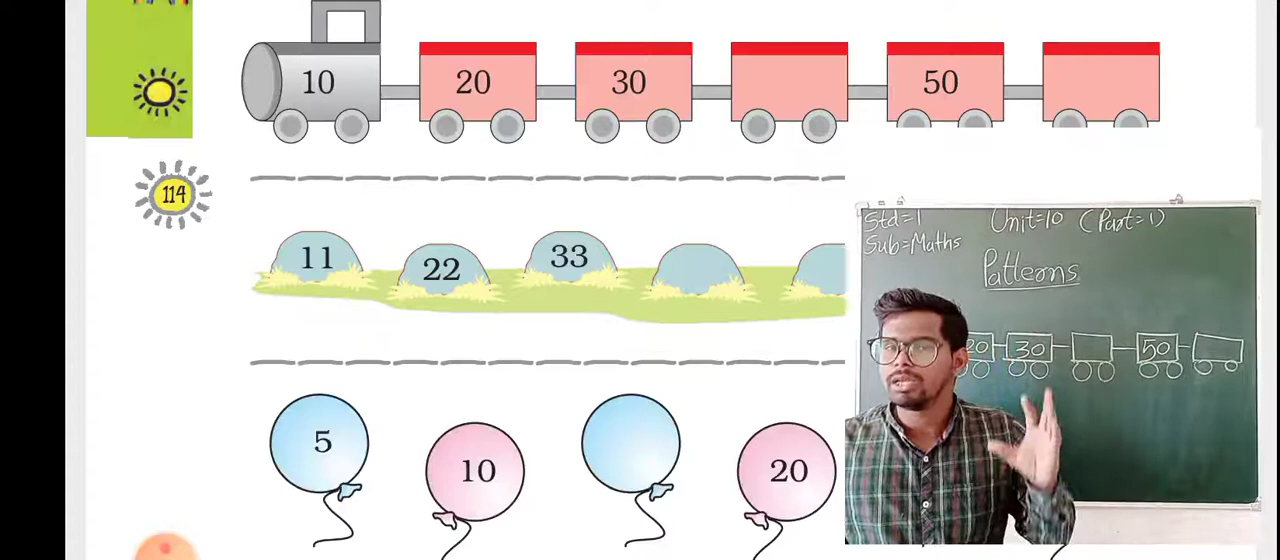 10 20 30 50
114
11 22 33
5 10 20
Std=1 Unit=10 (Part=1)
Sub=Maths
Patterns
20 30 50